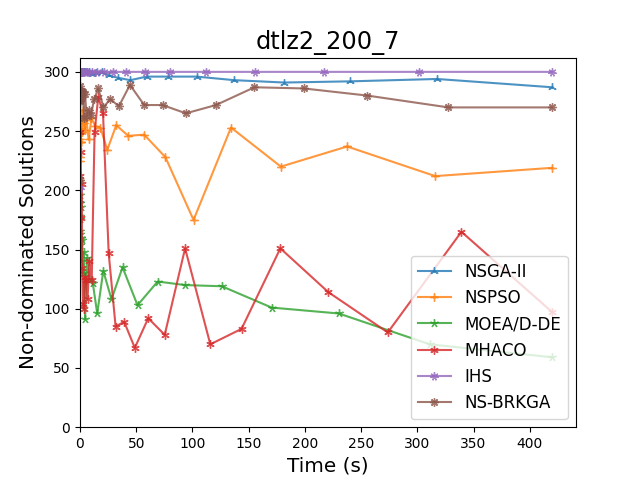 dtlz2_200_7
Non-dominated Solutions
300
250
200
150
100
50
0
0 50 100 150 200 250 300 350 400
Time (s)
NSGA-II
NSPSO
MOEA/D-DE
MHACO
IHS
NS-BRKGA